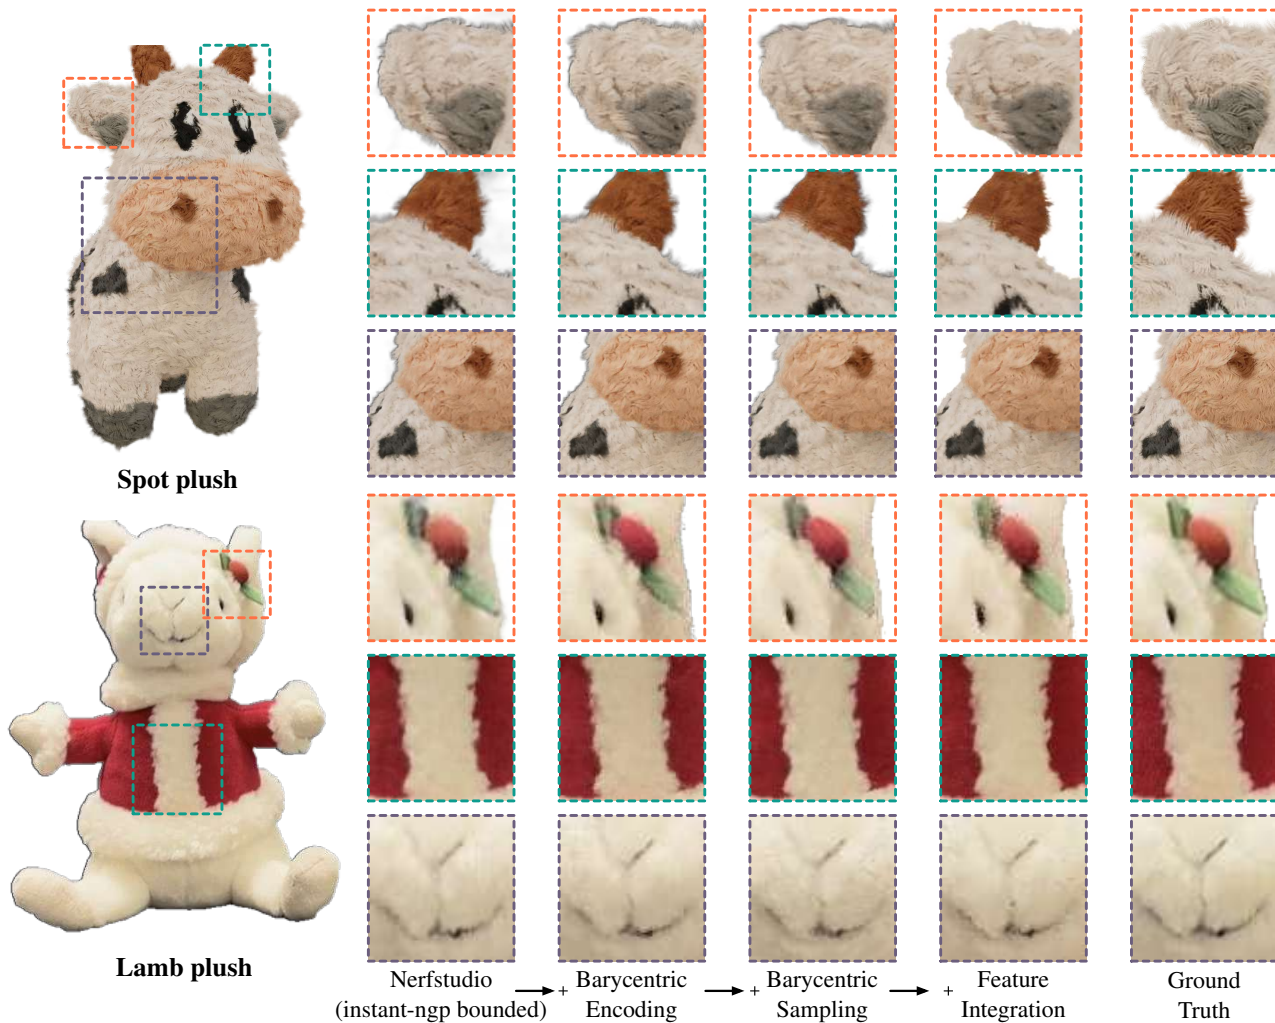 Spot plush
Lamb plush
Nerfstudio
(instant-ngp bounded)
+ Barycentric
Encoding
+ Barycentric
Sampling
+ Feature
Integration
Ground
Truth